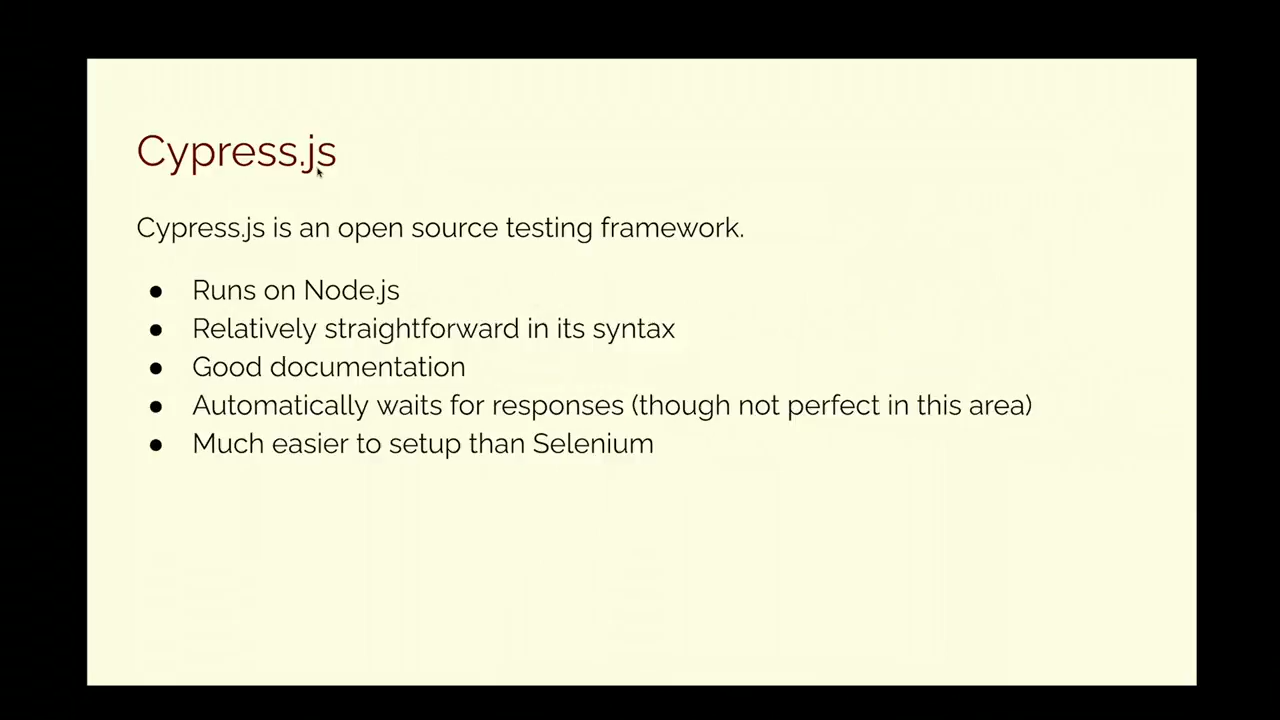 Cypress.js
Cypress.js is an open source testing framework.
● Runs on Node.js
● Relatively straightforward in its syntax
● Good documentation
● Automatically waits for responses (though not perfect in this area)
● Much easier to setup than Selenium